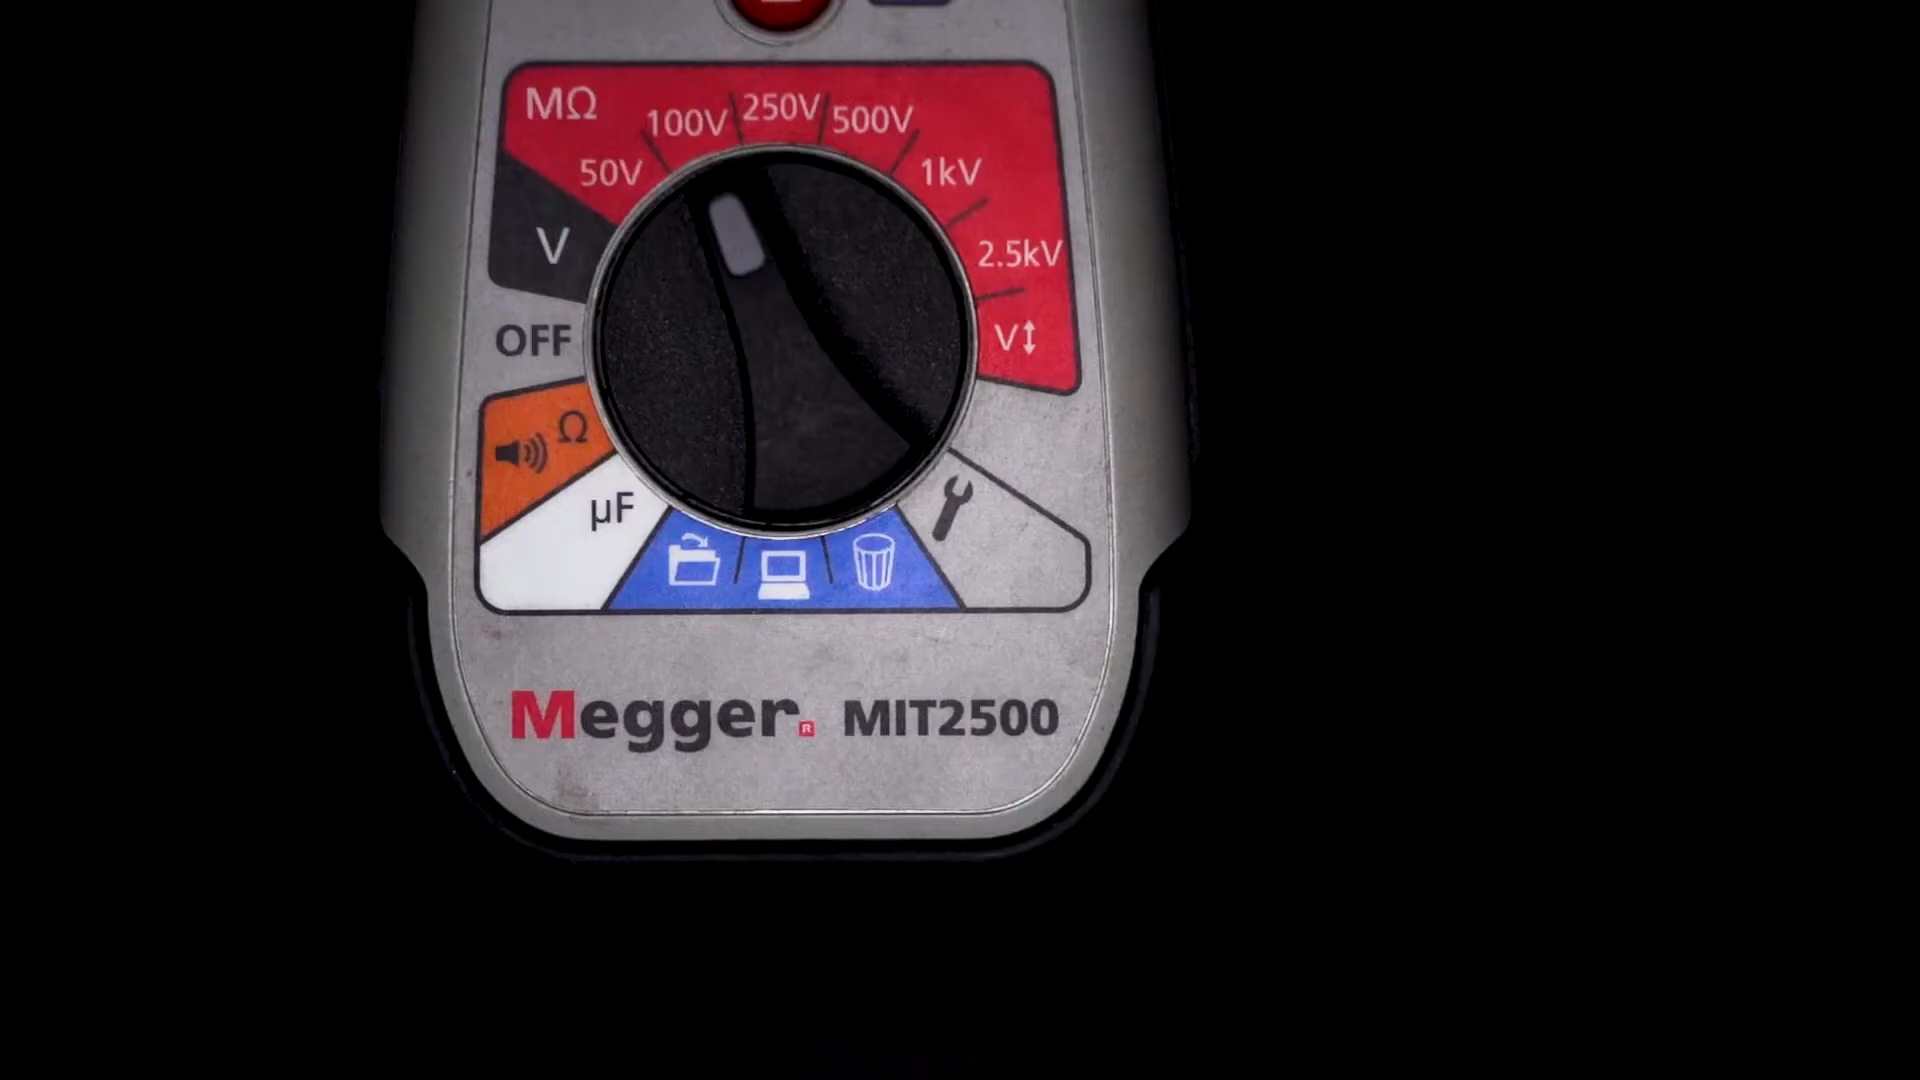 MΩ
50V
100V
250V
500V
1kV
2.5kV
V↕
V
OFF
Ω
µF
Megger® MIT2500